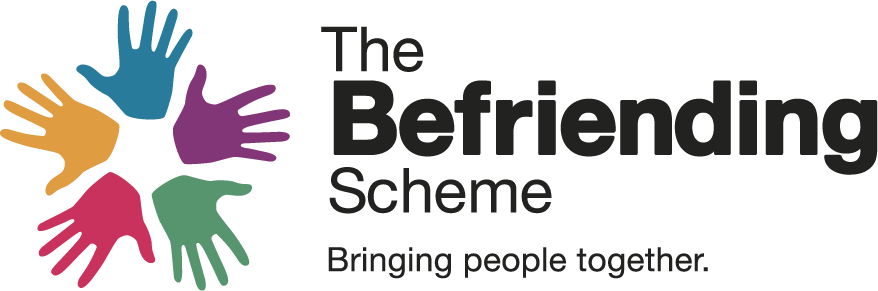 The
Befriending
Scheme
Bringing people together.